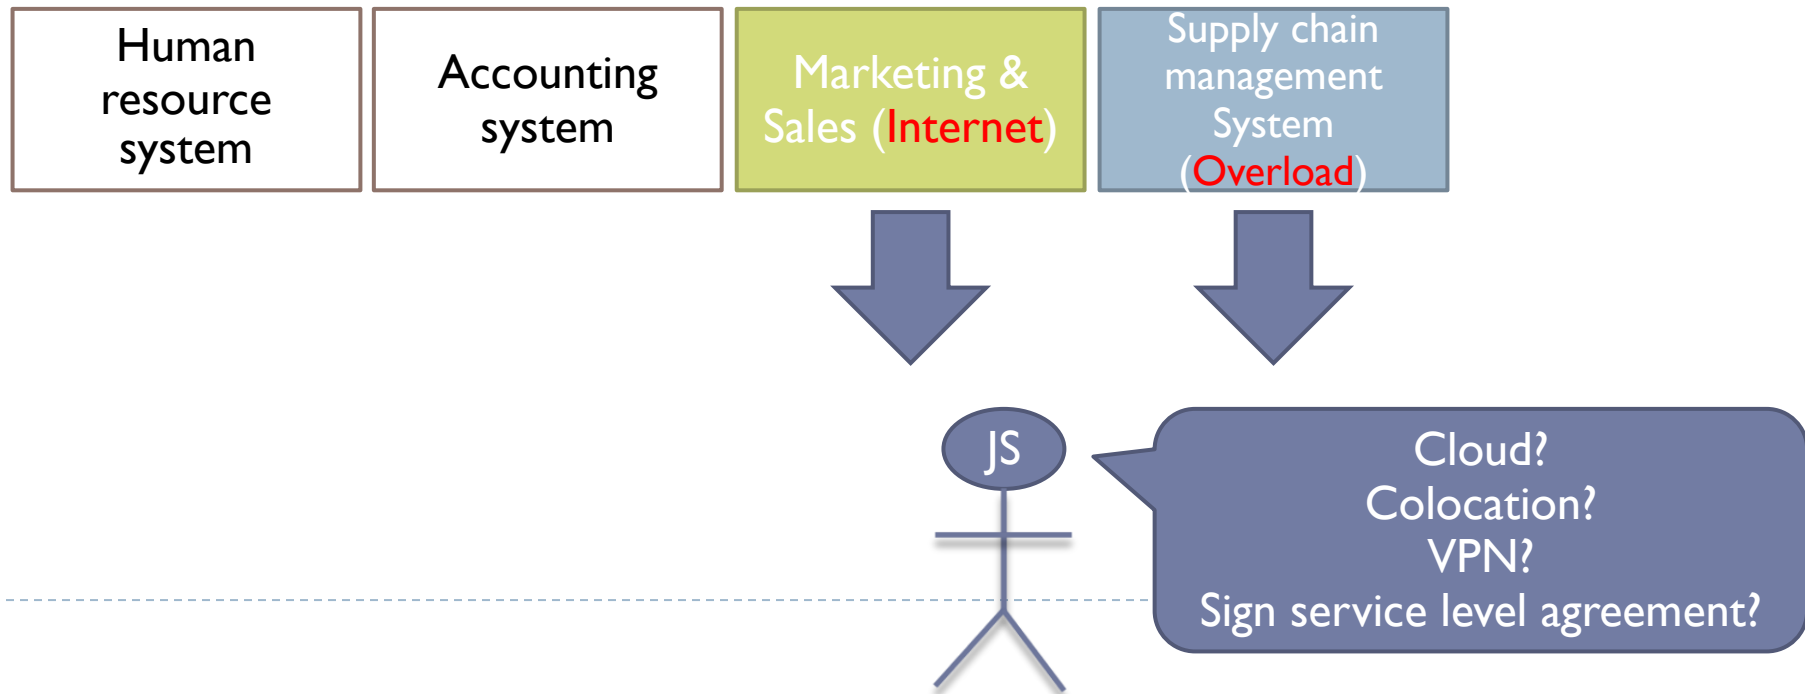 Human
resource
system
Accounting
system
Marketing &
Sales (Internet)
Supply chain
management
System
(Overload)
JS
Cloud?
Colocation?
VPN?
Sign service level agreement?